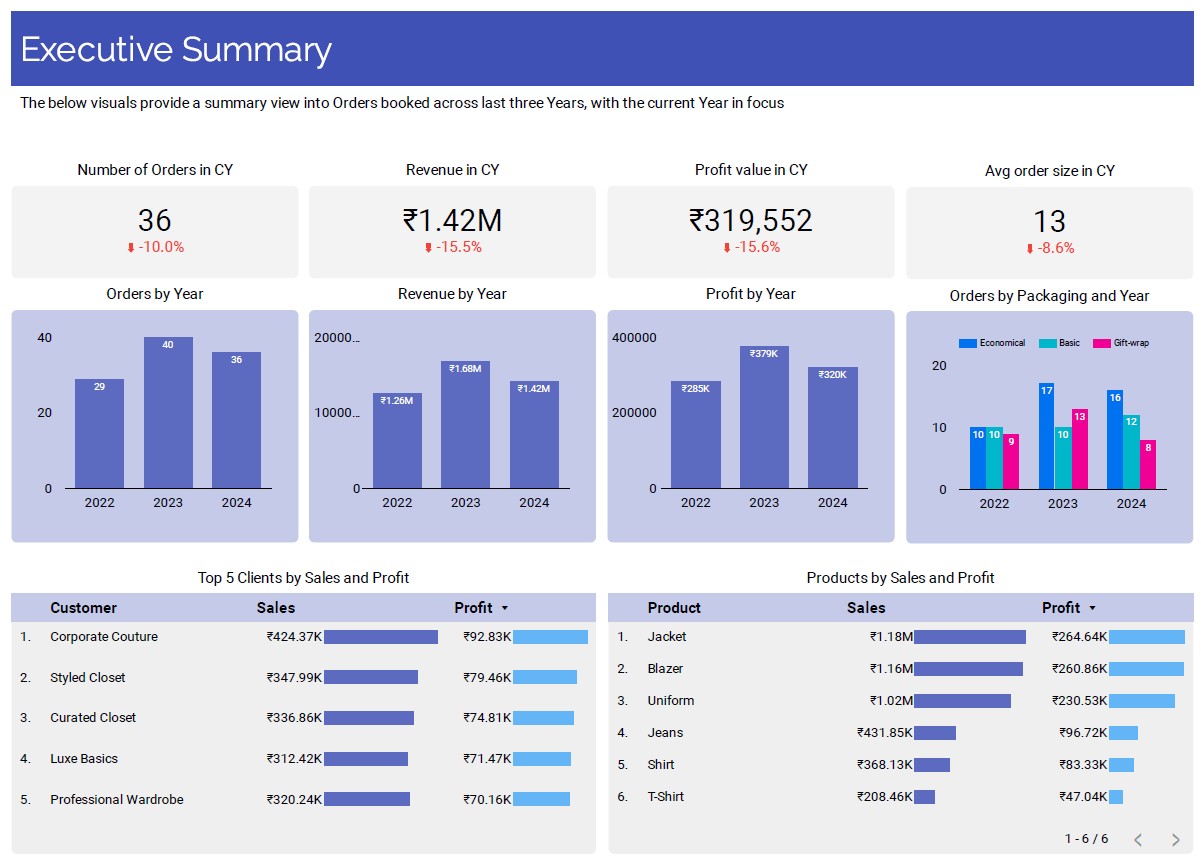 Executive Summary
The below visuals provide a summary view into Orders booked across last three Years, with the current Year in focus
Number of Orders in CY
36
-10.0%
Revenue in CY
₹1.42M
-15.5%
Profit value in CY
₹319,552
-15.6%
Avg order size in CY
13
-8.6%
Orders by Year
40
20
0
29
40
36
2022 2023 2024
Revenue by Year
20000...
10000...
0
₹1.26M
₹1.68M
₹1.42M
2022 2023 2024
Profit by Year
400000
200000
0
₹285K
₹379K
₹320K
2022 2023 2024
Orders by Packaging and Year
Economical Basic Gift-wrap
20
10
0
10 10 9
17 10 13
16 12 8
2022 2023 2024
Top 5 Clients by Sales and Profit
Customer Sales Profit
1. Corporate Couture ₹424.37K ₹92.83K
2. Styled Closet ₹347.99K ₹79.46K
3. Curated Closet ₹336.86K ₹74.81K
4. Luxe Basics ₹312.42K ₹71.47K
5. Professional Wardrobe ₹320.24K ₹70.16K
Products by Sales and Profit
Product Sales Profit
1. Jacket ₹1.18M ₹264.64K
2. Blazer ₹1.16M ₹260.86K
3. Uniform ₹1.02M ₹230.53K
4. Jeans ₹431.85K ₹96.72K
5. Shirt ₹368.13K ₹83.33K
6. T-Shirt ₹208.46K ₹47.04K
1 - 6 / 6